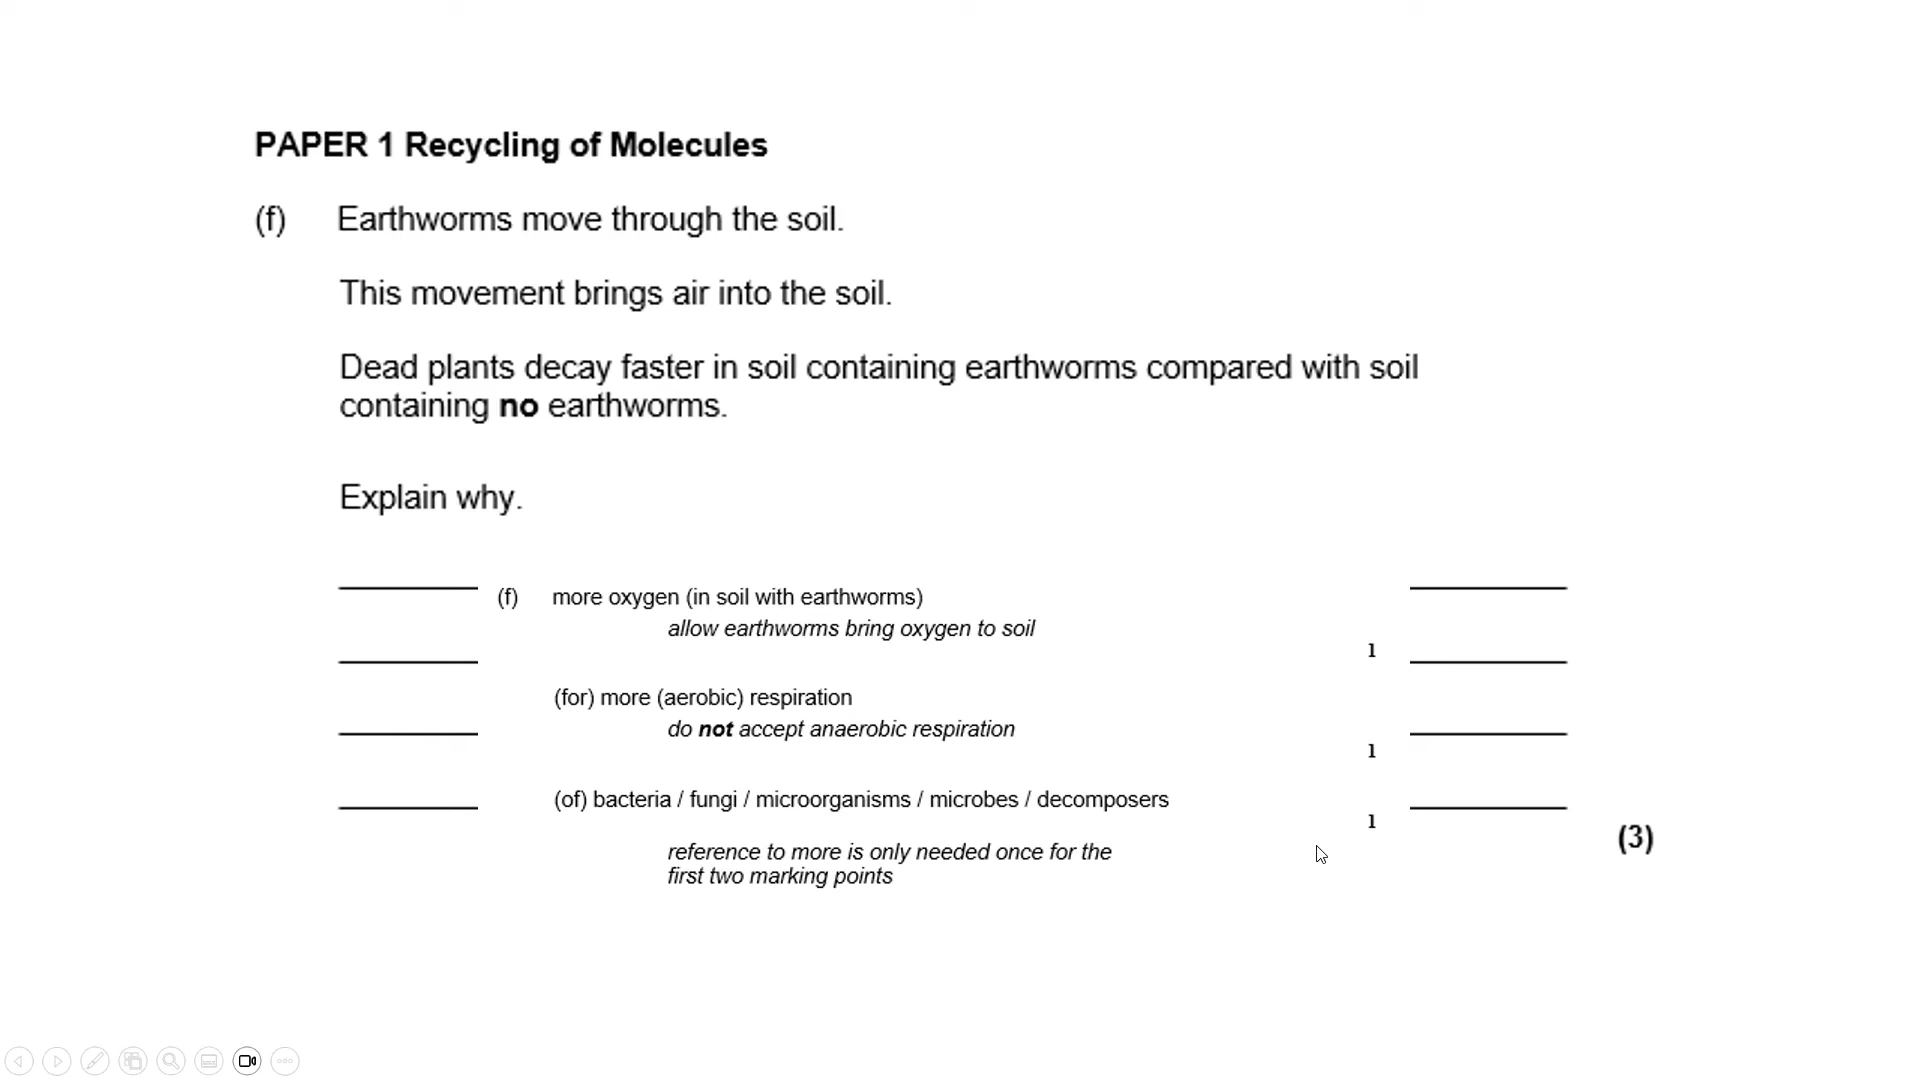 PAPER 1 Recycling of Molecules
(f) Earthworms move through the soil.
This movement brings air into the soil.
Dead plants decay faster in soil containing earthworms compared with soil
containing no earthworms.
Explain why.
(f) more oxygen (in soil with earthworms)
allow earthworms bring oxygen to soil
1
(for) more (aerobic) respiration
do not accept anaerobic respiration
1
(of) bacteria / fungi / microorganisms / microbes / decomposers
1
(3)
reference to more is only needed once for the
first two marking points